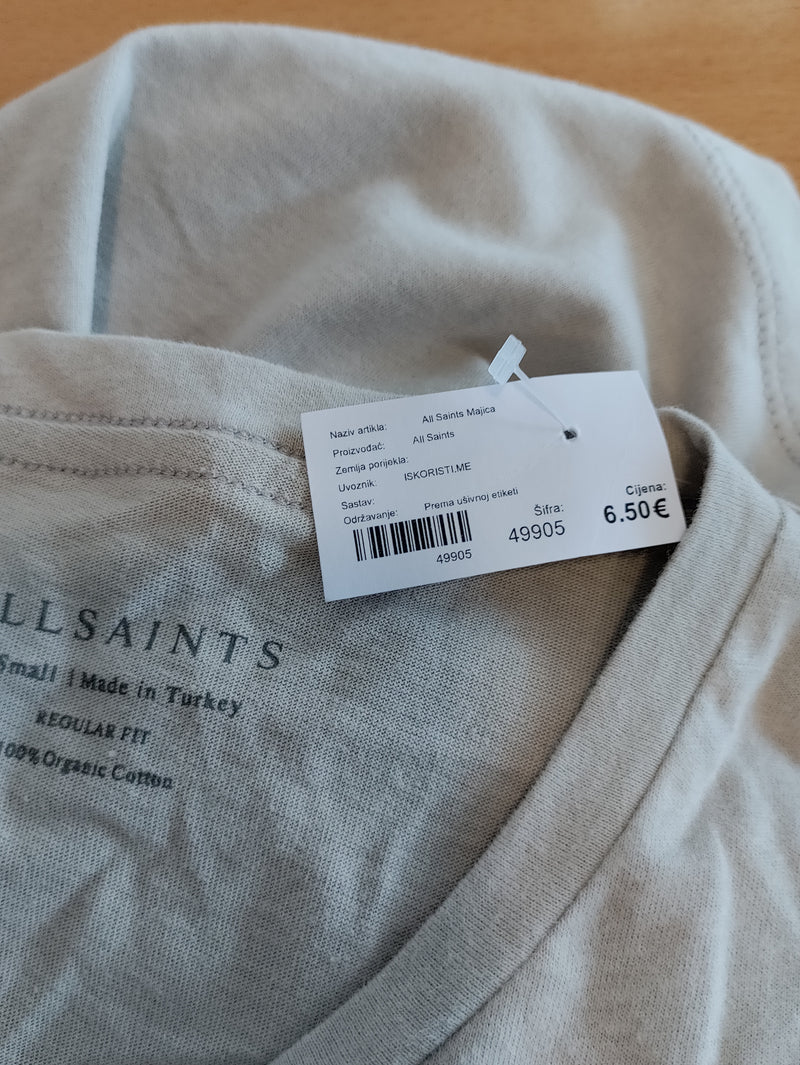 Naziv artikla: All Saints Majica
Proizvođač: All Saints
Zemlja porijekla:
Uvoznik: ISKORISTI.ME
Sastav:
Održavanje: Prema ušivnoj etiketi
49905
Šifra:
49905
Cijena:
6.50€
LLSAINTS
Small | Made in Turkey
REGULAR FIT
100% Organic Cotton